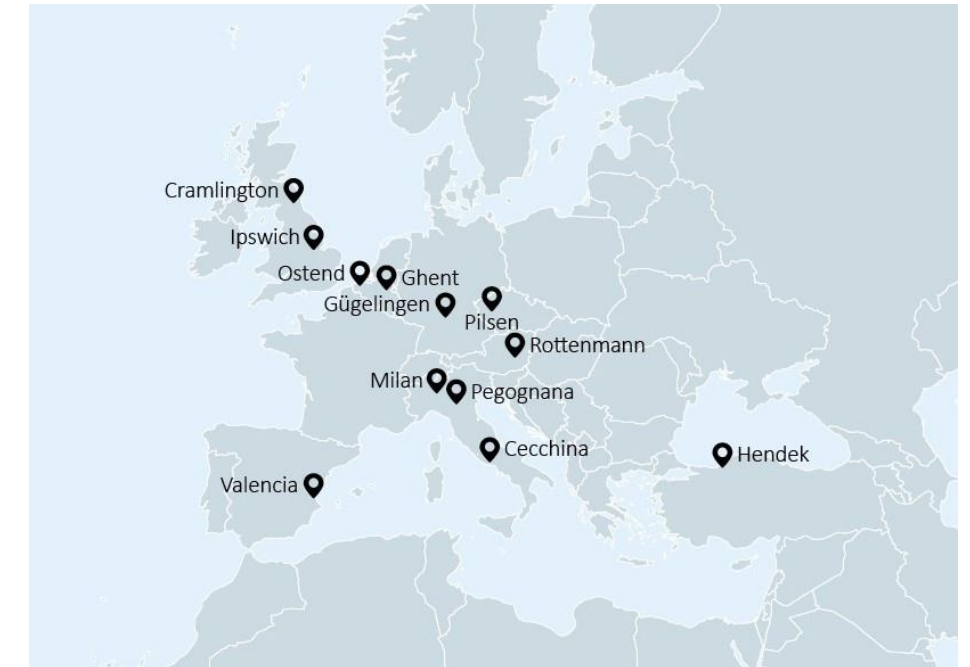 Cramlington
Ipswich
Ostend
Ghent
Gügelingen
Pilsen
Rottenmann
Milan
Pegognana
Cecchina
Hendek
Valencia